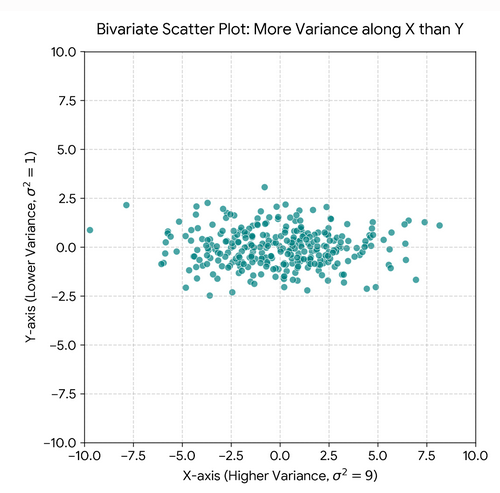 Bivariate Scatter Plot: More Variance along X than Y
10.0
7.5
5.0
2.5
0.0
−2.5
−5.0
−7.5
−10.0
Y-axis (Lower Variance, σ² = 1)
−10.0 −7.5 −5.0 −2.5 0.0 2.5 5.0 7.5 10.0
X-axis (Higher Variance, σ² = 9)